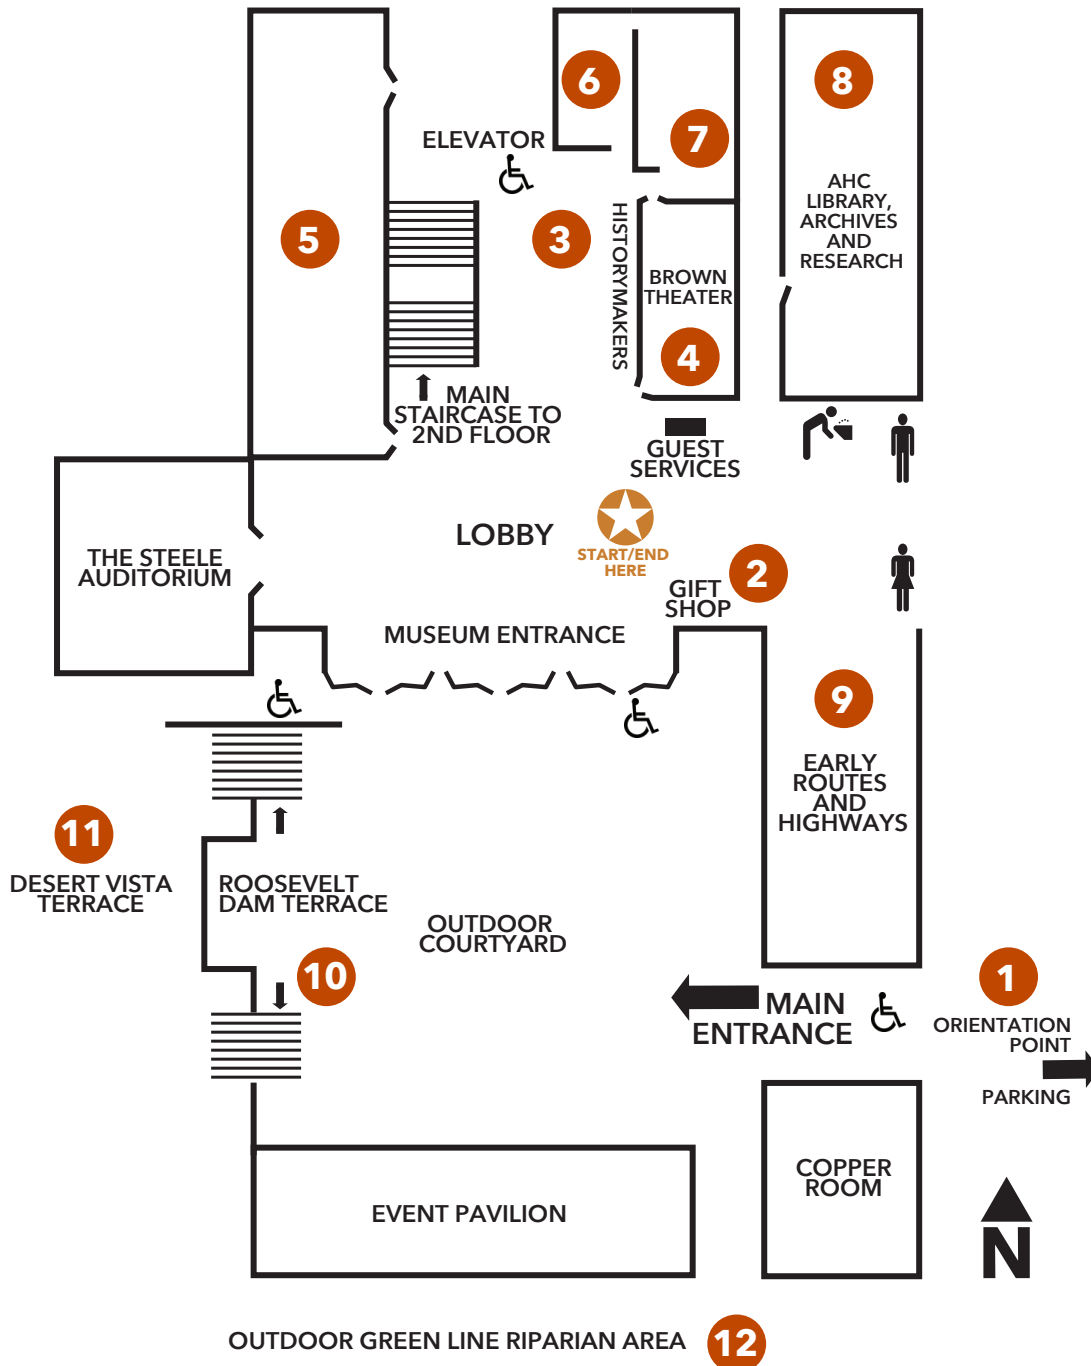 6
8
7
ELEVATOR
5
3
HISTORYMAKERS
AHC
LIBRARY,
ARCHIVES
AND
RESEARCH
BROWN
THEATER
4
MAIN
STAIRCASE TO
2ND FLOOR
GUEST
SERVICES
LOBBY
START/END
HERE
THE STEELE
AUDITORIUM
2
GIFT
SHOP
MUSEUM ENTRANCE
9
EARLY
ROUTES
AND
HIGHWAYS
11
DESERT VISTA
TERRACE
ROOSEVELT
DAM TERRACE
OUTDOOR
COURTYARD
10
1
MAIN
ENTRANCE
ORIENTATION
POINT
PARKING
COPPER
ROOM
EVENT PAVILION
N
OUTDOOR GREEN LINE RIPARIAN AREA
12